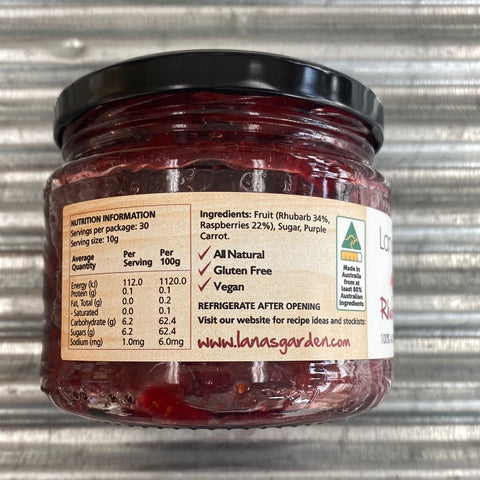 NUTRITION INFORMATION
Servings per package: 30
Serving size: 10g
Average Quantity Per Serving Per 100g
Energy (kJ) 112.0 1120.0
Protein (g) 0.1 0.1
Fat, Total (g) 0.0 0.2
- Saturated 0.0 0.1
Carbohydrate (g) 6.2 62.4
Sugars (g) 6.2 62.4
Sodium (mg) 1.0mg 6.0mg
Ingredients: Fruit (Rhubarb 34%,
Raspberries 22%), Sugar, Purple
Carrot.
✓ All Natural
✓ Gluten Free
✓ Vegan
REFRIGERATE AFTER OPENING
Visit our website for recipe ideas and stockists:
www.lanasgarden.com
Made in
Australia
from at
least 80%
Australian
Ingredients
100%